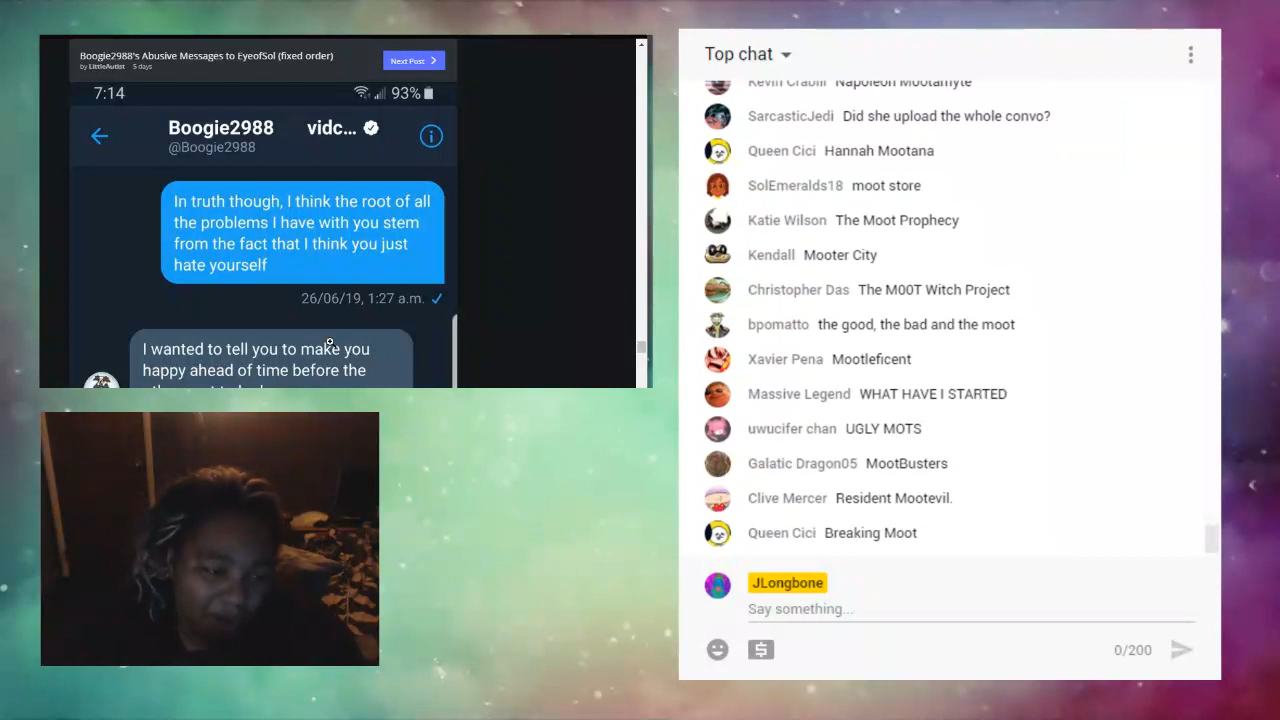 Boogie2988's Abusive Messages to EyeofSol (fixed order)
by LittleAutist 5 days
Next Post
7:14
93%
Boogie2988 vidc...
@Boogie2988
In truth though, I think the root of all
the problems I have with you stem
from the fact that I think you just
hate yourself
26/06/19, 1:27 a.m.
I wanted to tell you to make you
happy ahead of time before the
Top chat
Kevin Crabill Napoleon Mootamyte
SarcasticJedi Did she upload the whole convo?
Queen Cici Hannah Mootana
SolEmeralds18 moot store
Katie Wilson The Moot Prophecy
Kendall Mooter City
Christopher Das The M00T Witch Project
bpomatto the good, the bad and the moot
Xavier Pena Mootleficent
Massive Legend WHAT HAVE I STARTED
uwucifer chan UGLY MOTS
Galatic Dragon05 MootBusters
Clive Mercer Resident Mootevil.
Queen Cici Breaking Moot
JLongbone
Say something...
0/200